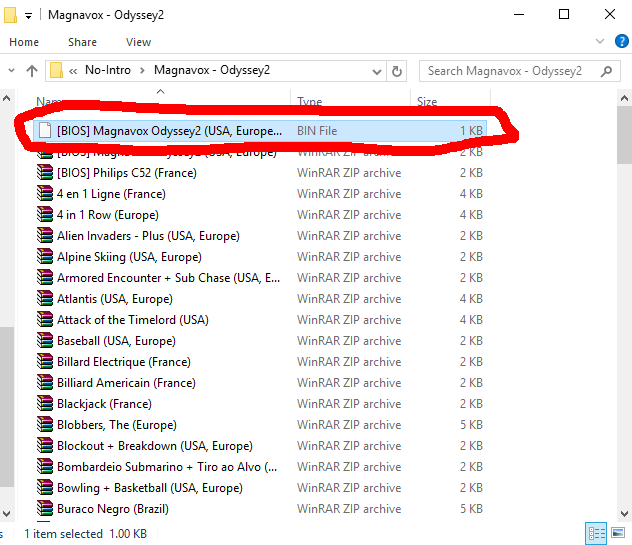 Magnavox - Odyssey2
Home Share View
« No-Intro Magnavox - Odyssey2 Search Magnavox - Odyssey2
Name Type Size
[BIOS] Magnavox Odyssey2 (USA, Europe... BIN File 1 KB
[BIOS] Magnavox Odyssey2 (USA, Europe... WinRAR ZIP archive 2 KB
[BIOS] Philips C52 (France) WinRAR ZIP archive 2 KB
4 en 1 Ligne (France) WinRAR ZIP archive 4 KB
4 in 1 Row (Europe) WinRAR ZIP archive 4 KB
Alien Invaders - Plus (USA, Europe) WinRAR ZIP archive 2 KB
Alpine Skiing (USA, Europe) WinRAR ZIP archive 2 KB
Armored Encounter + Sub Chase (USA, E... WinRAR ZIP archive 2 KB
Atlantis (USA, Europe) WinRAR ZIP archive 4 KB
Attack of the Timelord (USA) WinRAR ZIP archive 4 KB
Baseball (USA, Europe) WinRAR ZIP archive 2 KB
Billard Electrique (France) WinRAR ZIP archive 2 KB
Billiard Americain (France) WinRAR ZIP archive 2 KB
Blackjack (France) WinRAR ZIP archive 2 KB
Blobbers, The (Europe) WinRAR ZIP archive 5 KB
Blockout + Breakdown (USA, Europe) WinRAR ZIP archive 2 KB
Bombardeio Submarino + Tiro ao Alvo (... WinRAR ZIP archive 2 KB
Bowling + Basketball (USA, Europe) WinRAR ZIP archive 2 KB
Buraco Negro (Brazil) WinRAR ZIP archive 5 KB
s 1 item selected 1.00 KB